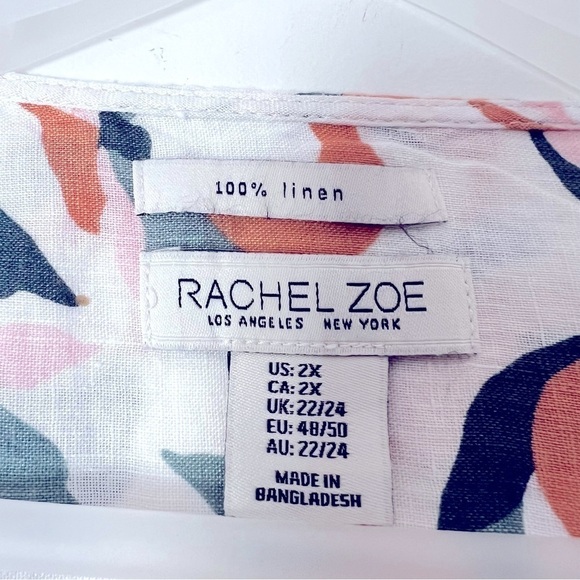 100% linen
RACHEL ZOE
LOS ANGELES NEW YORK
US: 2X
CA: 2X
UK: 22/24
EU: 48/50
AU: 22/24
MADE IN
BANGLADESH